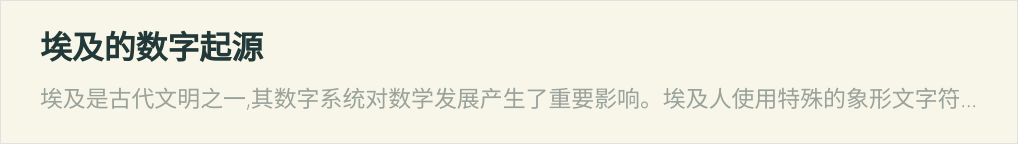 埃及的数字起源
埃及是古代文明之一,其数字系统对数学发展产生了重要影响。埃及人使用特殊的象形文字符...